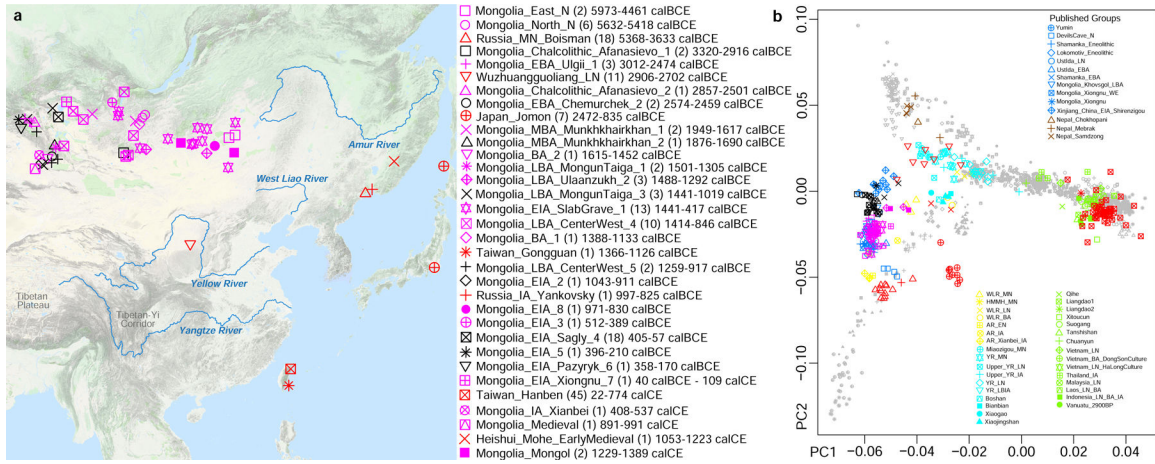 a
Amur River
West Liao River
Yellow River
Tibetan
Plateau
Tibetan-Yi
Corridor
Yangtze River
Mongolia_East_N (2) 5973-4461 calBCE
Mongolia_North_N (6) 5632-5418 calBCE
Russia_MN_Boisman (18) 5368-3633 calBCE
Mongolia_Chalcolithic_Afanasievo_1 (2) 3320-2916 calBCE
Mongolia_EBA_Ulgii_1 (3) 3012-2474 calBCE
Wuzhuangguoliang_LN (11) 2906-2702 calBCE
Mongolia_Chalcolithic_Afanasievo_2 (1) 2857-2501 calBCE
Mongolia_EBA_Chemurchek_2 (2) 2574-2459 calBCE
Japan_Jomon (7) 2472-835 calBCE
Mongolia_MBA_Munkhkhairkhan_1 (2) 1949-1617 calBCE
Mongolia_MBA_Munkhkhairkhan_2 (1) 1876-1690 calBCE
Mongolia_BA_2 (1) 1615-1452 calBCE
Mongolia_LBA_MongunTaiga_1 (2) 1501-1305 calBCE
Mongolia_LBA_Ulaanzukh_2 (3) 1488-1292 calBCE
Mongolia_LBA_MongunTaiga_3 (3) 1441-1019 calBCE
Mongolia_EIA_SlabGrave_1 (13) 1441-417 calBCE
Mongolia_LBA_CenterWest_4 (10) 1414-846 calBCE
Mongolia_BA_1 (1) 1388-1133 calBCE
Taiwan_Gongguan (1) 1366-1126 calBCE
Mongolia_LBA_CenterWest_5 (2) 1259-917 calBCE
Mongolia_EIA_2 (1) 1043-911 calBCE
Russia_IA_Yankovsky (1) 997-825 calBCE
Mongolia_EIA_8 (1) 971-830 calBCE
Mongolia_EIA_3 (1) 512-389 calBCE
Mongolia_EIA_Sagly_4 (18) 405-57 calBCE
Mongolia_EIA_5 (1) 396-210 calBCE
Mongolia_EIA_Pazyryk_6 (1) 358-170 calBCE
Mongolia_EIA_Xiongnu_7 (1) 40 calBCE - 109 calCE
Taiwan_Hanben (45) 22-774 calCE
Mongolia_IA_Xianbei (1) 408-537 calCE
Mongolia_Medieval (1) 891-991 calCE
Heishui_Mohe_EarlyMedieval (1) 1053-1223 calCE
Mongolia_Mongol (2) 1229-1389 calCE
b
0.10
0.05
0.00
−0.05
−0.10
PC2
PC1
−0.06
−0.04
−0.02
0.00
0.02
0.04
Published Groups
Yumin
DevilsCave_N
Shamanka_Eneolithic
Lokomotiv_Eneolithic
UstIda_LN
UstIda_EBA
Shamanka_EBA
Mongolia_Khovsgol_LBA
Mongolia_Xiongnu_WE
Mongolia_Xiongnu
Xinjiang_China_EIA_Shirenzigou
Nepal_Chokhopani
Nepal_Mebrak
Nepal_Samdzong
WLR_MN
HMMH_MN
WLR_LN
WLR_BA
AR_EN
AR_IA
AR_Xianbei_IA
Miaozigou_MN
YR_MN
Upper_YR_LN
Upper_YR_IA
YR_LN
YR_LBIA
Boshan
Bianbian
Xiaogao
Xiaojingshan
Qihe
Liangdao1
Liangdao2
Xitoucun
Suogang
Tanshishan
Chuanyun
Vietnam_LN
Vietnam_BA_DongSonCulture
Vietnam_LN_HaLongCulture
Thailand_IA
Malaysia_LN
Laos_LN_BA
Indonesia_LN_BA_IA
Vanuatu_2900BP